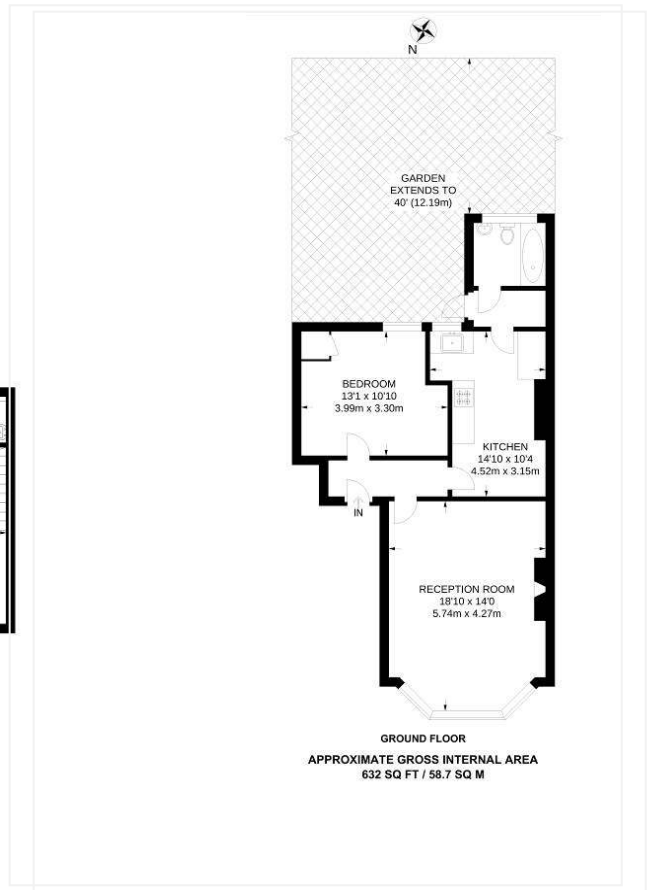 N
GARDEN
EXTENDS TO
40' (12.19m)
BEDROOM
13'1 x 10'10
3.99m x 3.30m
KITCHEN
14'10 x 10'4
4.52m x 3.15m
IN
RECEPTION ROOM
18'10 x 14'0
5.74m x 4.27m
GROUND FLOOR
APPROXIMATE GROSS INTERNAL AREA
632 SQ FT / 58.7 SQ M